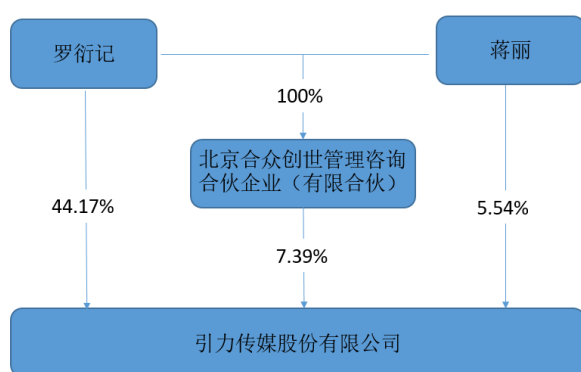 罗衍记
蒋丽
100%
北京合众创世管理咨询
合伙企业（有限合伙）
44.17%
5.54%
7.39%
引力传媒股份有限公司